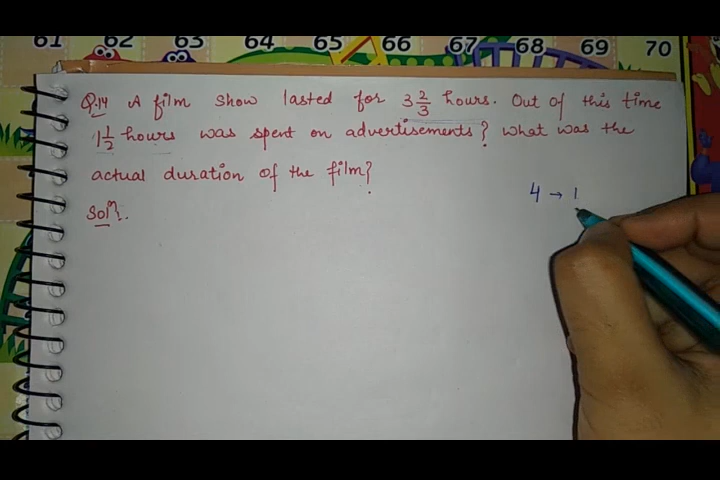 61 62 63 64 65 66 67 68 69 70
Q.14 A film show lasted for 3 2/3 hours. Out of this time
1 1/2 hours was spent on advertisements? What was the
actual duration of the film?
Solⁿ..
4 → 1